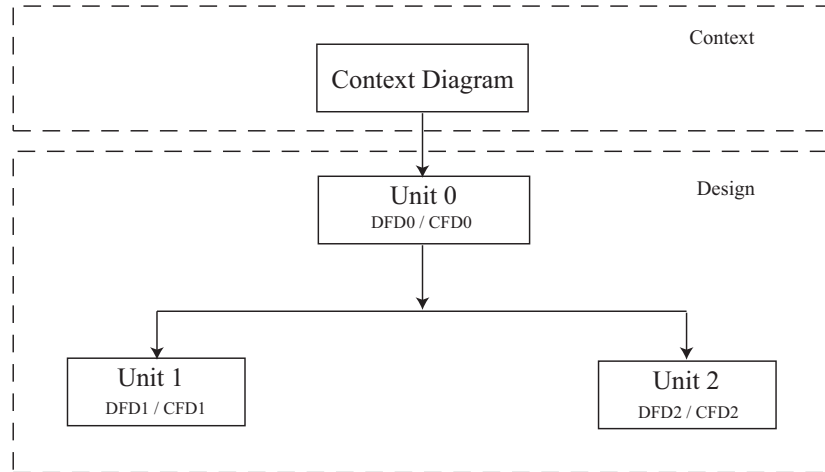 Context
Context Diagram
Unit 0
DFD0 / CFD0
Design
Unit 1
DFD1 / CFD1
Unit 2
DFD2 / CFD2